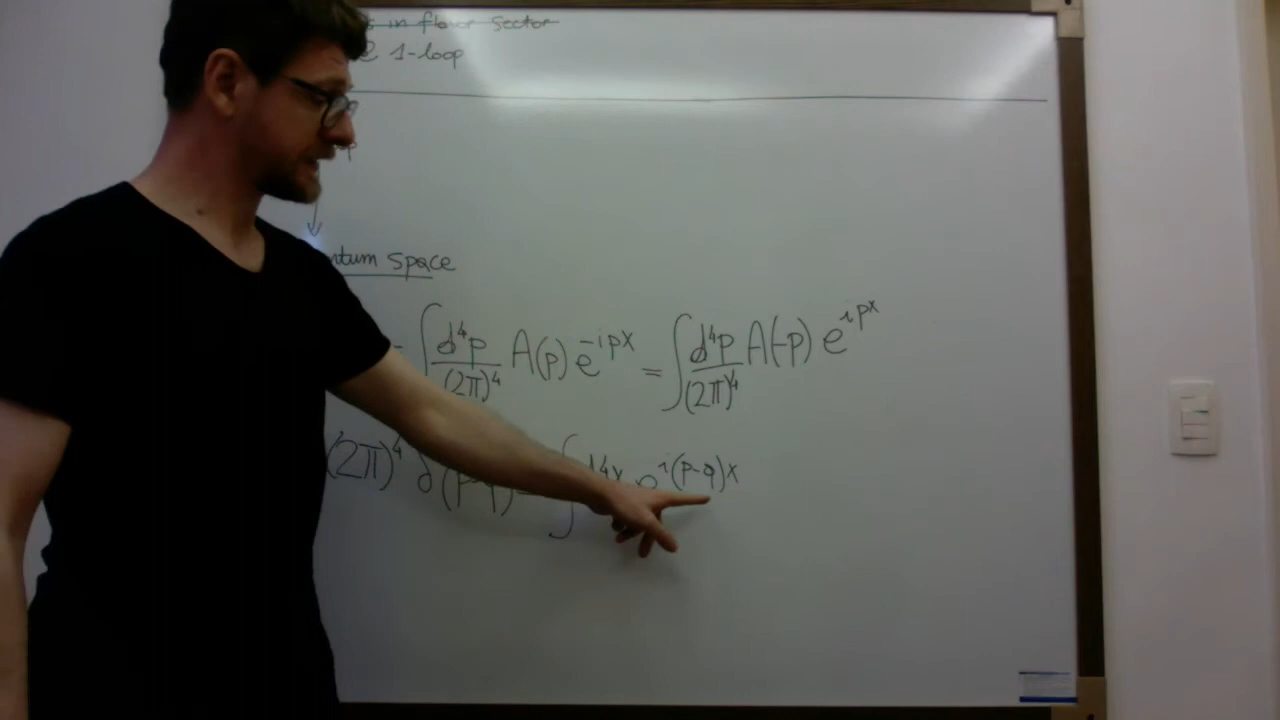 in flavor sector
@ 1-loop
ntum space
= ∫ d⁴p/(2π)⁴ A(p) e^{-ipx} = ∫ d⁴p/(2π)⁴ A(-p) e^{ipx}
(2π)⁴ δ(p-q) = ∫ d⁴x e^{i(p-q)x}